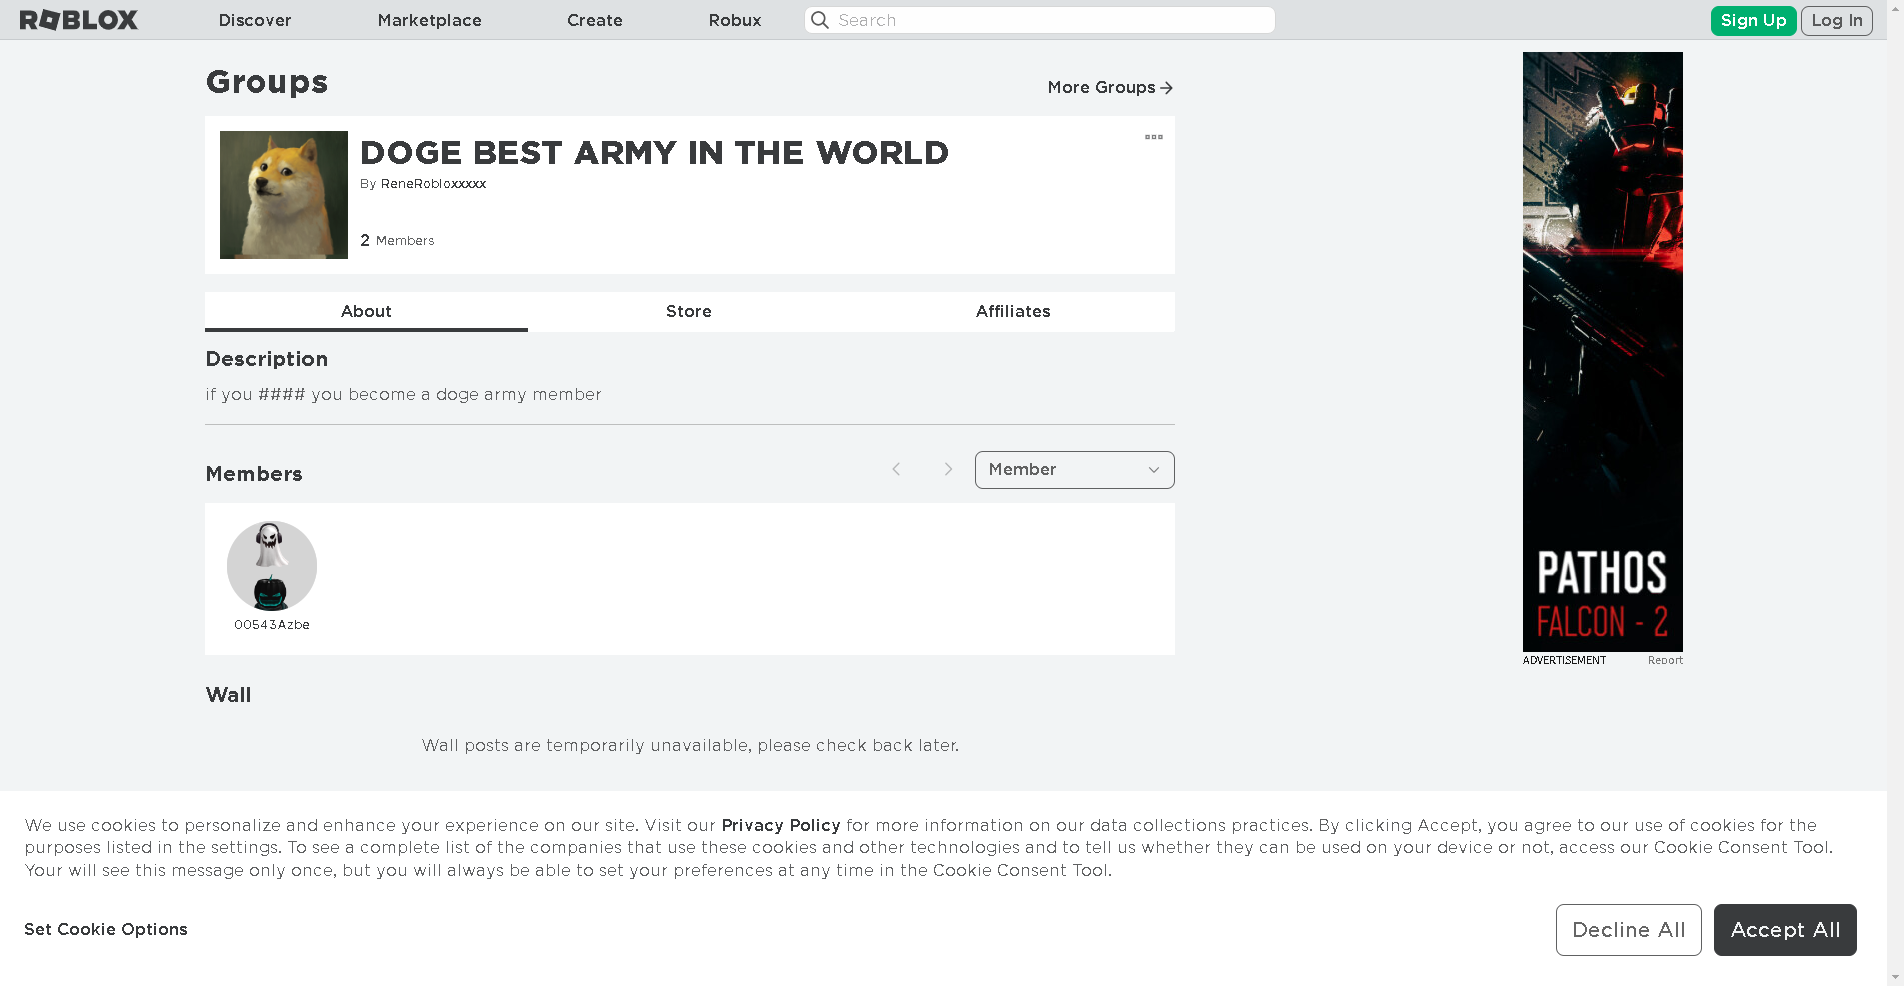 ROBLOX
Discover
Marketplace
Create
Robux
Search
Sign Up
Log In
Groups
More Groups
DOGE BEST ARMY IN THE WORLD
By ReneRobloxxxxx
2 Members
About
Store
Affiliates
Description
if you #### you become a doge army member
Members
Member
00543Azbe
Wall
Wall posts are temporarily unavailable, please check back later.
PATHOS
FALCON - 2
ADVERTISEMENT
Report
We use cookies to personalize and enhance your experience on our site. Visit our Privacy Policy for more information on our data collections practices. By clicking Accept, you agree to our use of cookies for the
purposes listed in the settings. To see a complete list of the companies that use these cookies and other technologies and to tell us whether they can be used on your device or not, access our Cookie Consent Tool.
Your will see this message only once, but you will always be able to set your preferences at any time in the Cookie Consent Tool.
Set Cookie Options
Decline All
Accept All